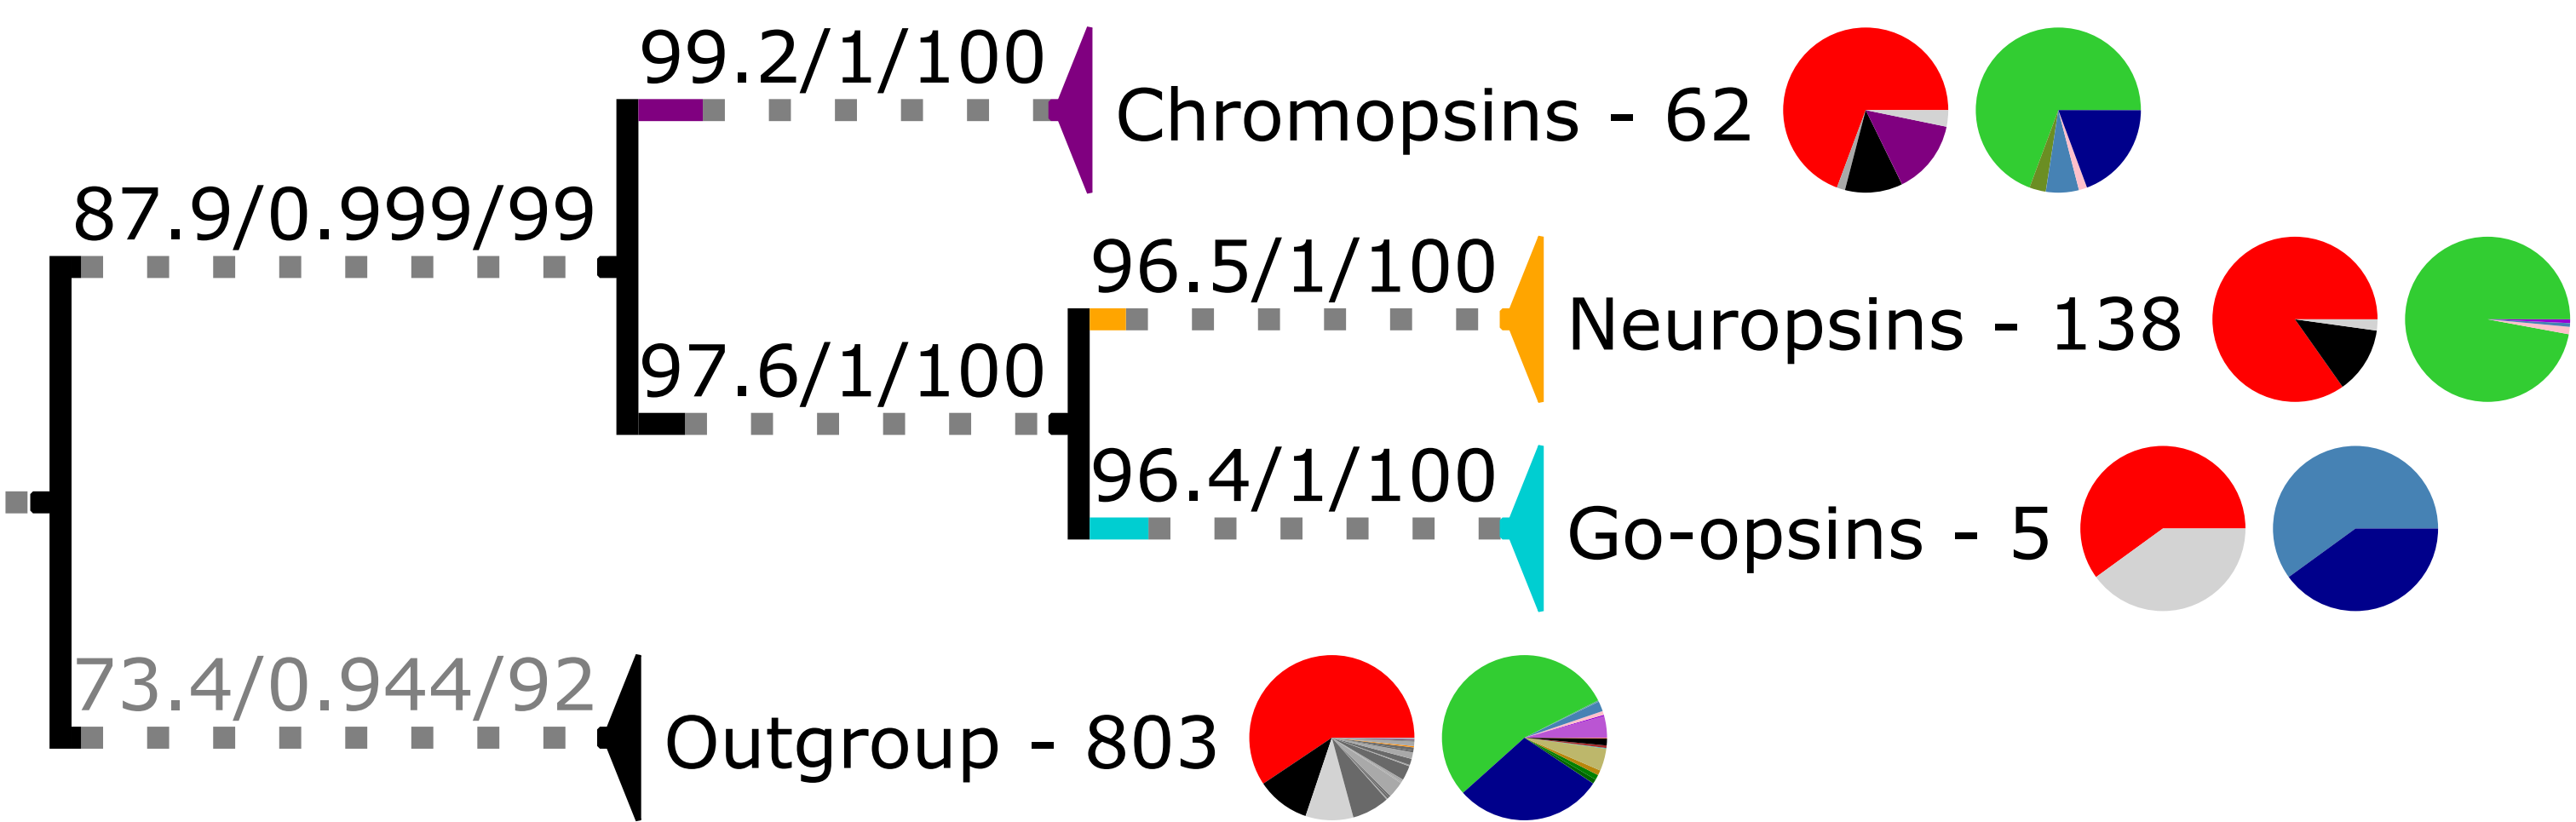 99.2/1/100
Chromopsins - 62
87.9/0.999/99
96.5/1/100
Neuropsins - 138
97.6/1/100
96.4/1/100
Go-opsins - 5
73.4/0.944/92
Outgroup - 803